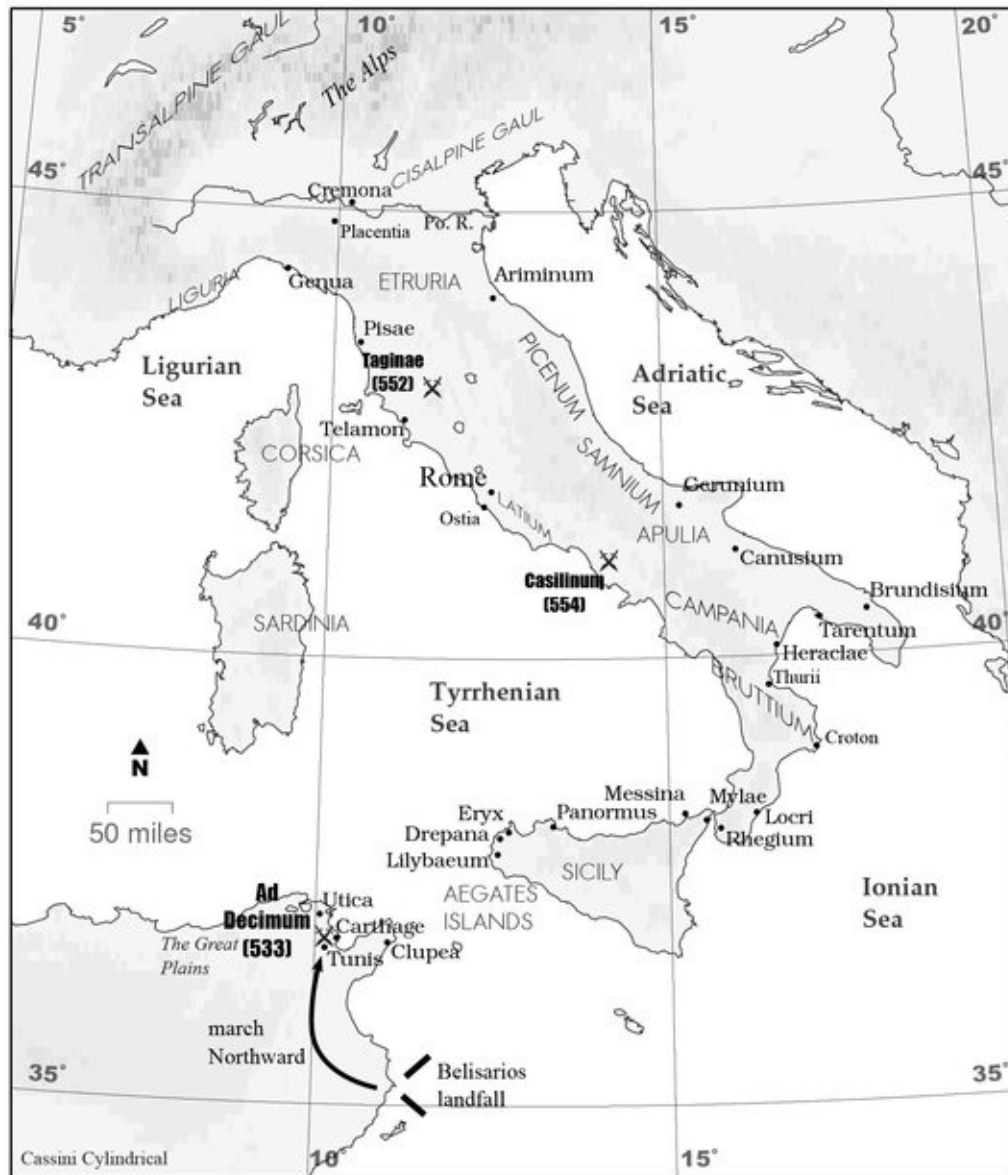 5°
10°
15°
20°
TRANSALPINE GAUL
The Alps
CISALPINE GAUL
45°
45°
Cremona
Placentia
Po. R.
LIGURIA
Genua
ETRURIA
Ariminum
Pisae
Taginae
(552)
Ligurian
Sea
PICENUM
Adriatic
Sea
Telamon
CORSICA
SAMNIUM
Rome
Gerunium
Ostia
LATIUM
APULIA
Canusium
Casilinum
(554)
Brundisium
CAMPANIA
Tarentum
SARDINIA
40°
40°
Heraclae
Thurii
BRUTTIUM
Tyrrhenian
Sea
Croton
N
50 miles
Messina
Mylae
Eryx
Panormus
Locri
Drepana
Rhegium
Lilybaeum
SICILY
AEGATES
ISLANDS
Ionian
Sea
Ad
Decimum
(533)
Utica
Carthage
The Great
Plains
Tunis
Clupea
march
Northward
Belisarios
landfall
35°
35°
Cassini Cylindrical
10°
15°